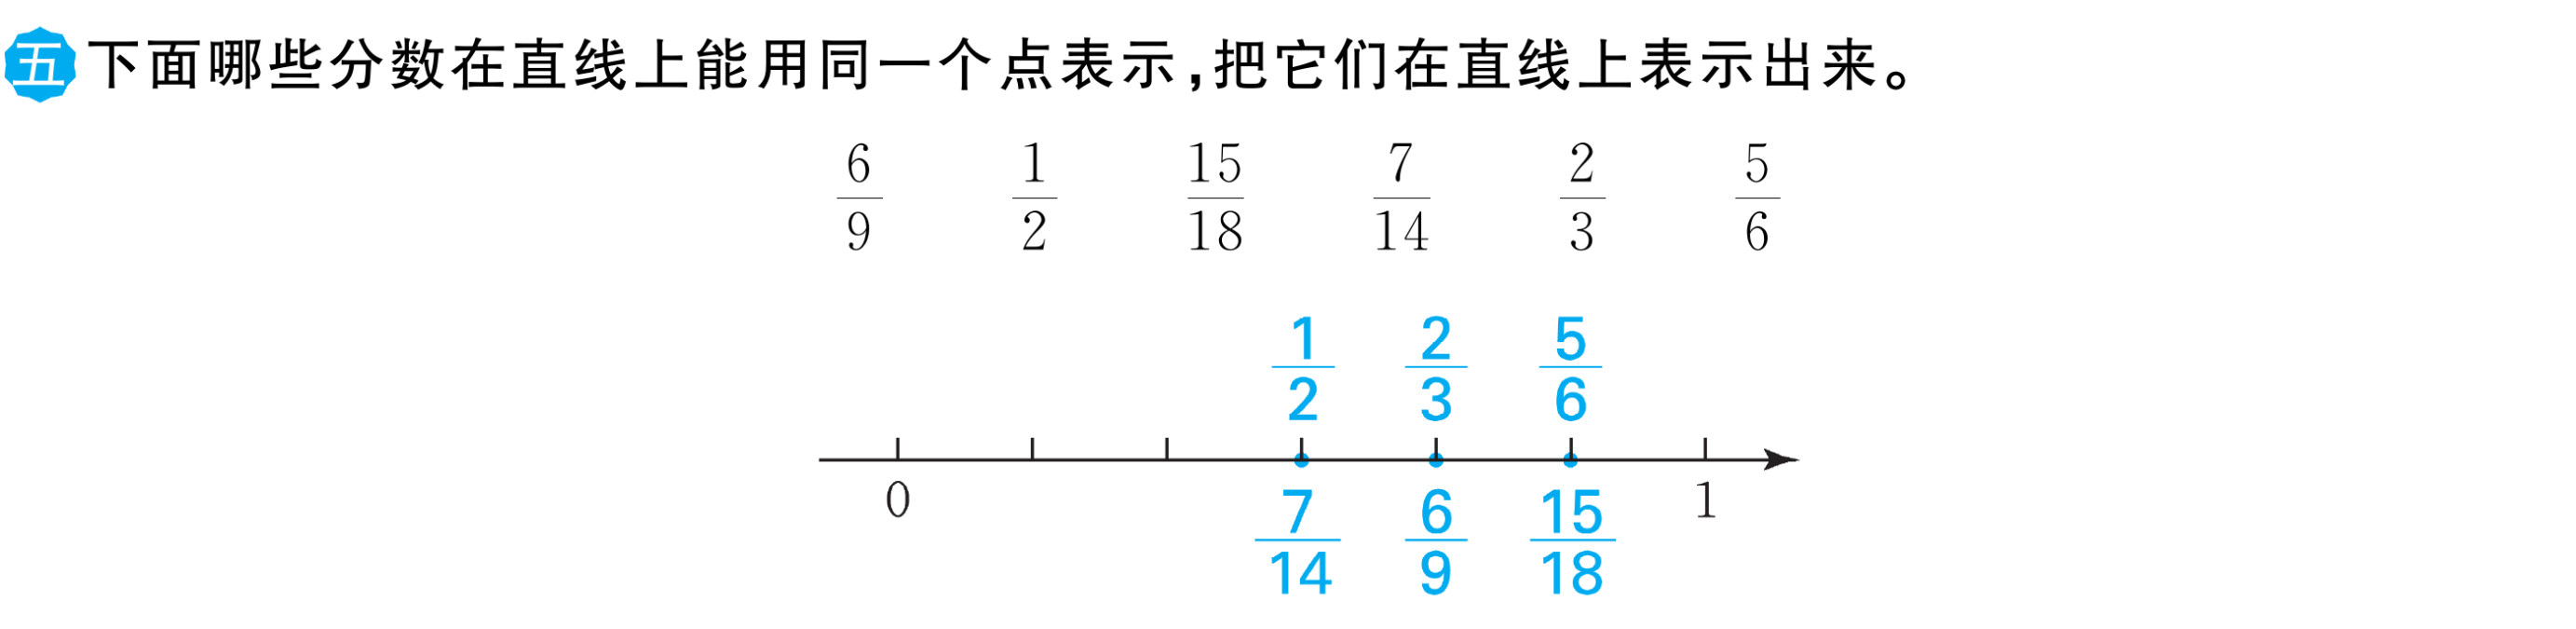 五 下面哪些分数在直线上能用同一个点表示,把它们在直线上表示出来。
6/9 1/2 15/18 7/14 2/3 5/6
1/2 2/3 5/6
0 1
7/14 6/9 15/18